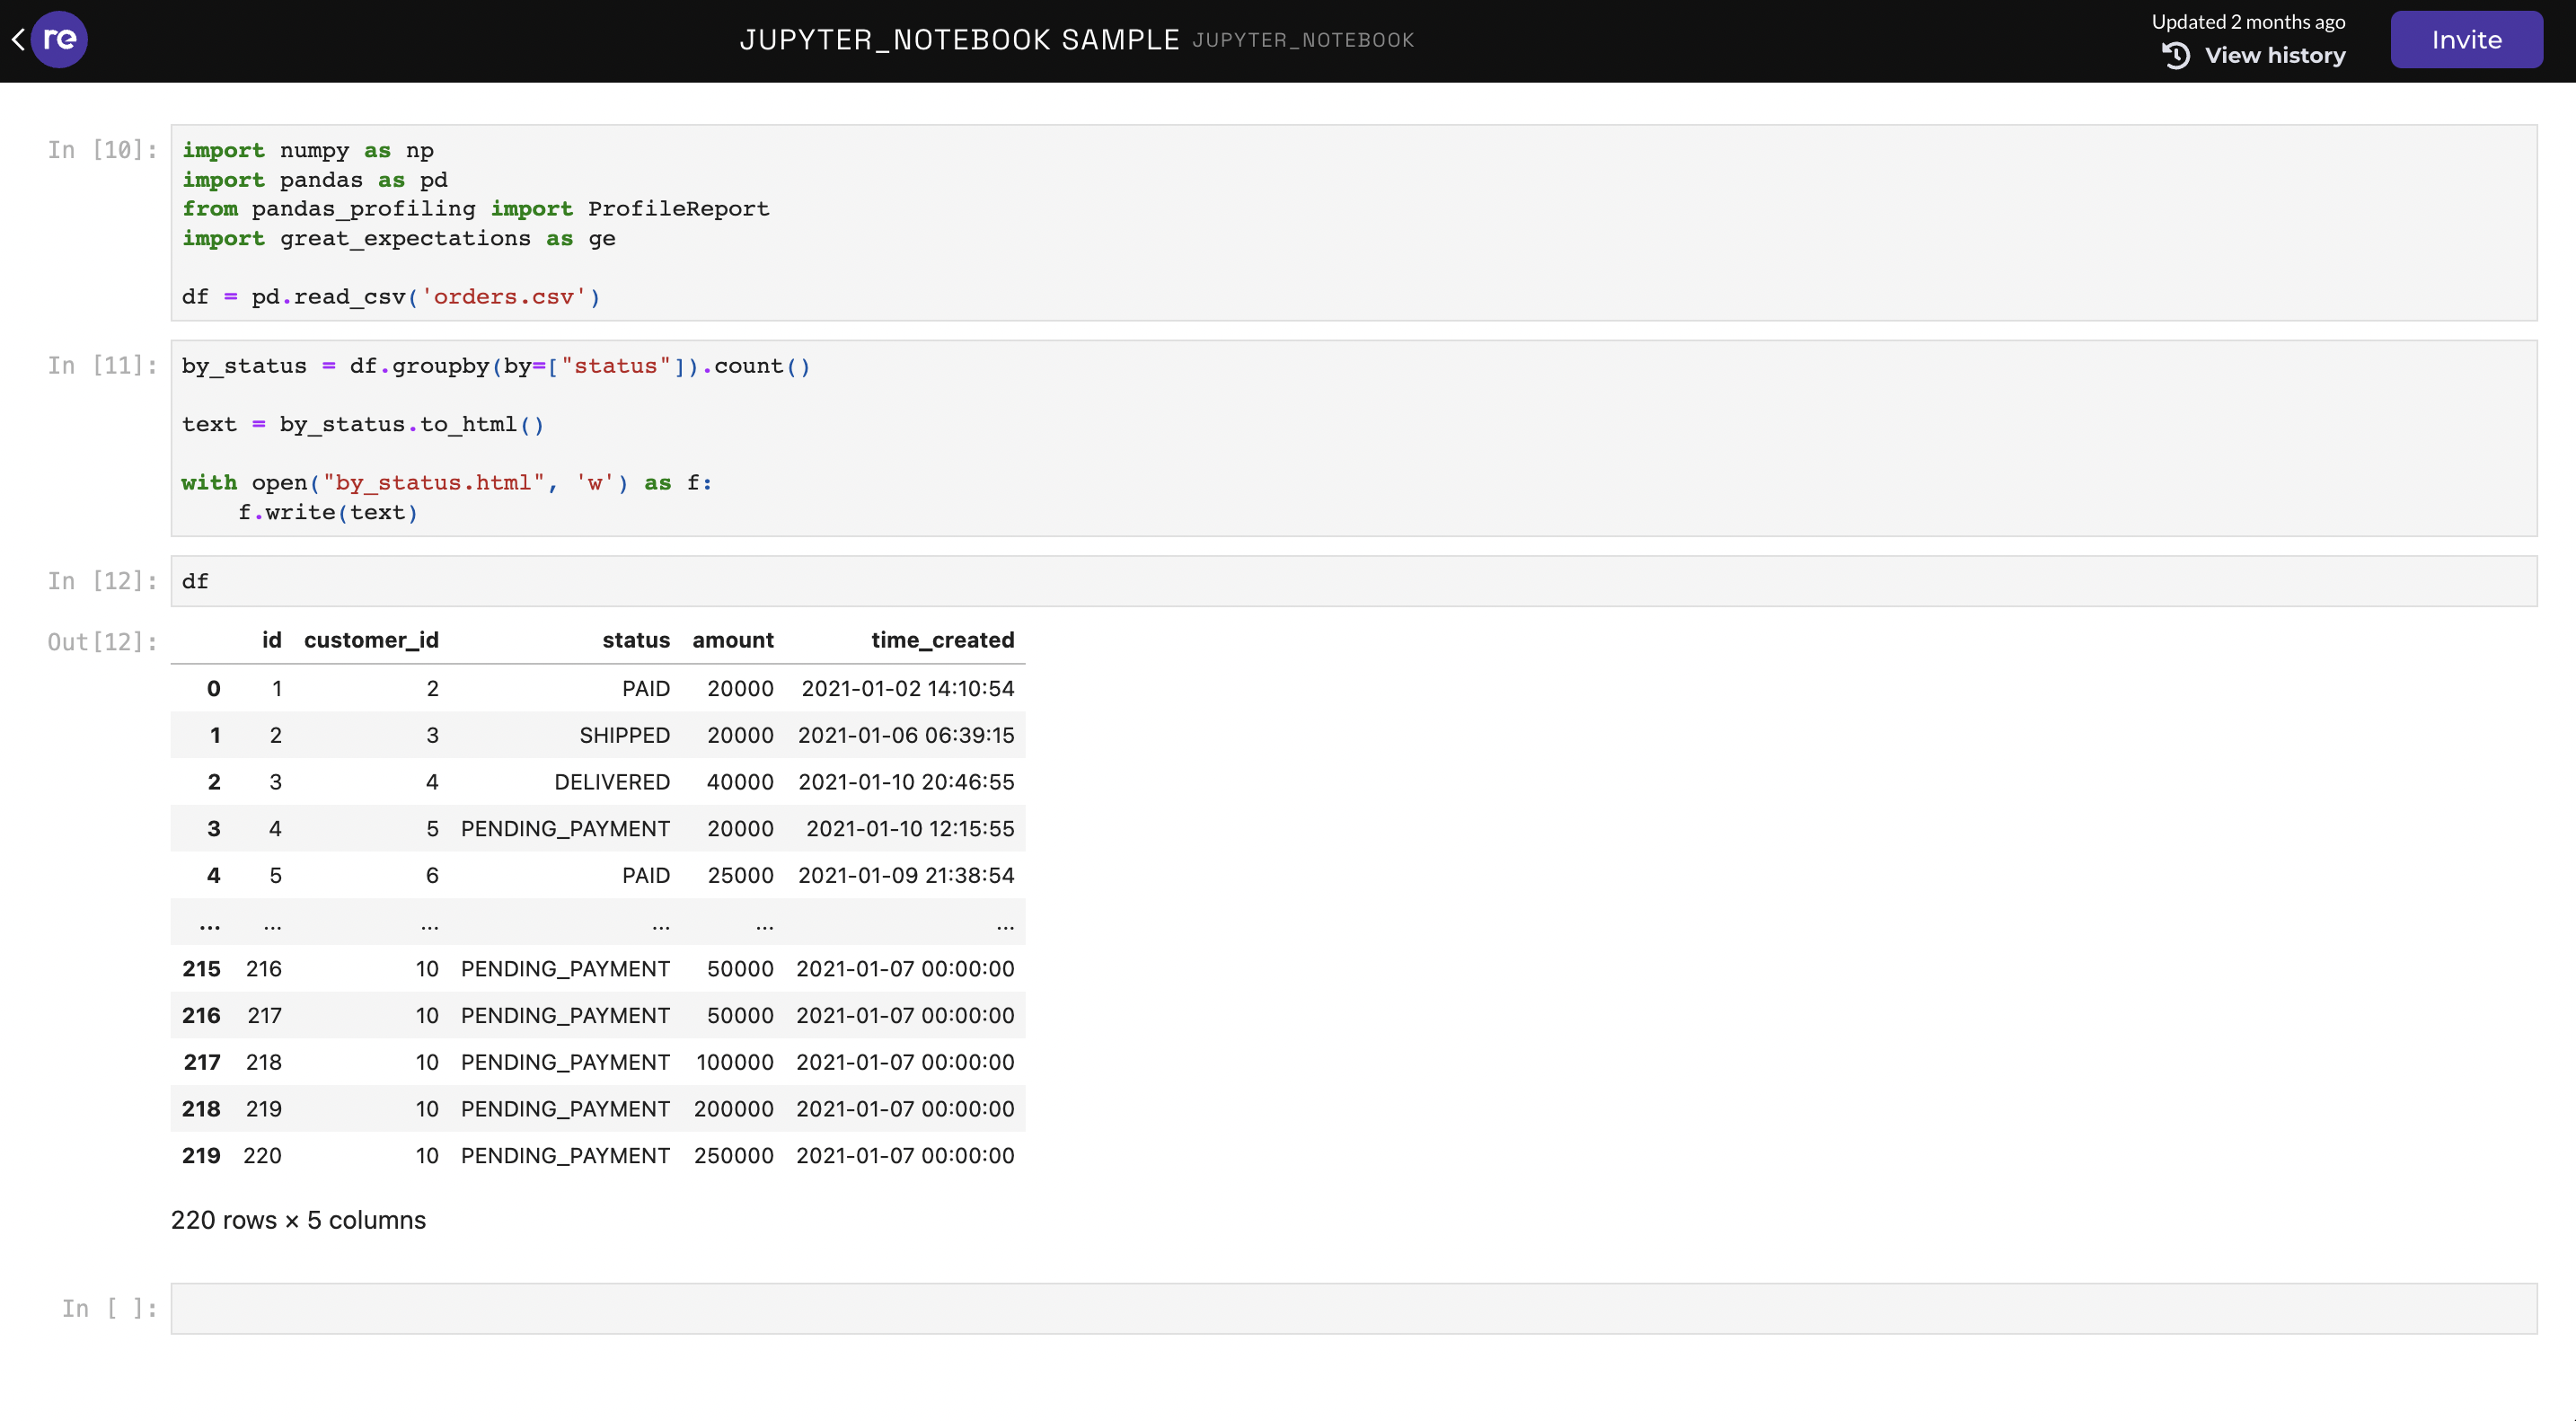 re
JUPYTER_NOTEBOOK SAMPLE JUPYTER_NOTEBOOK
Updated 2 months ago
View history
Invite
In [10]:
import numpy as np
import pandas as pd
from pandas_profiling import ProfileReport
import great_expectations as ge
df = pd.read_csv('orders.csv')
In [11]:
by_status = df.groupby(by=["status"]).count()
text = by_status.to_html()
with open("by_status.html", 'w') as f:
    f.write(text)
In [12]:
df
Out[12]:
id customer_id status amount time_created
0 1 2 PAID 20000 2021-01-02 14:10:54
1 2 3 SHIPPED 20000 2021-01-06 06:39:15
2 3 4 DELIVERED 40000 2021-01-10 20:46:55
3 4 5 PENDING_PAYMENT 20000 2021-01-10 12:15:55
4 5 6 PAID 25000 2021-01-09 21:38:54
... ... ... ... ... ...
215 216 10 PENDING_PAYMENT 50000 2021-01-07 00:00:00
216 217 10 PENDING_PAYMENT 50000 2021-01-07 00:00:00
217 218 10 PENDING_PAYMENT 100000 2021-01-07 00:00:00
218 219 10 PENDING_PAYMENT 200000 2021-01-07 00:00:00
219 220 10 PENDING_PAYMENT 250000 2021-01-07 00:00:00
220 rows × 5 columns
In [ ]: